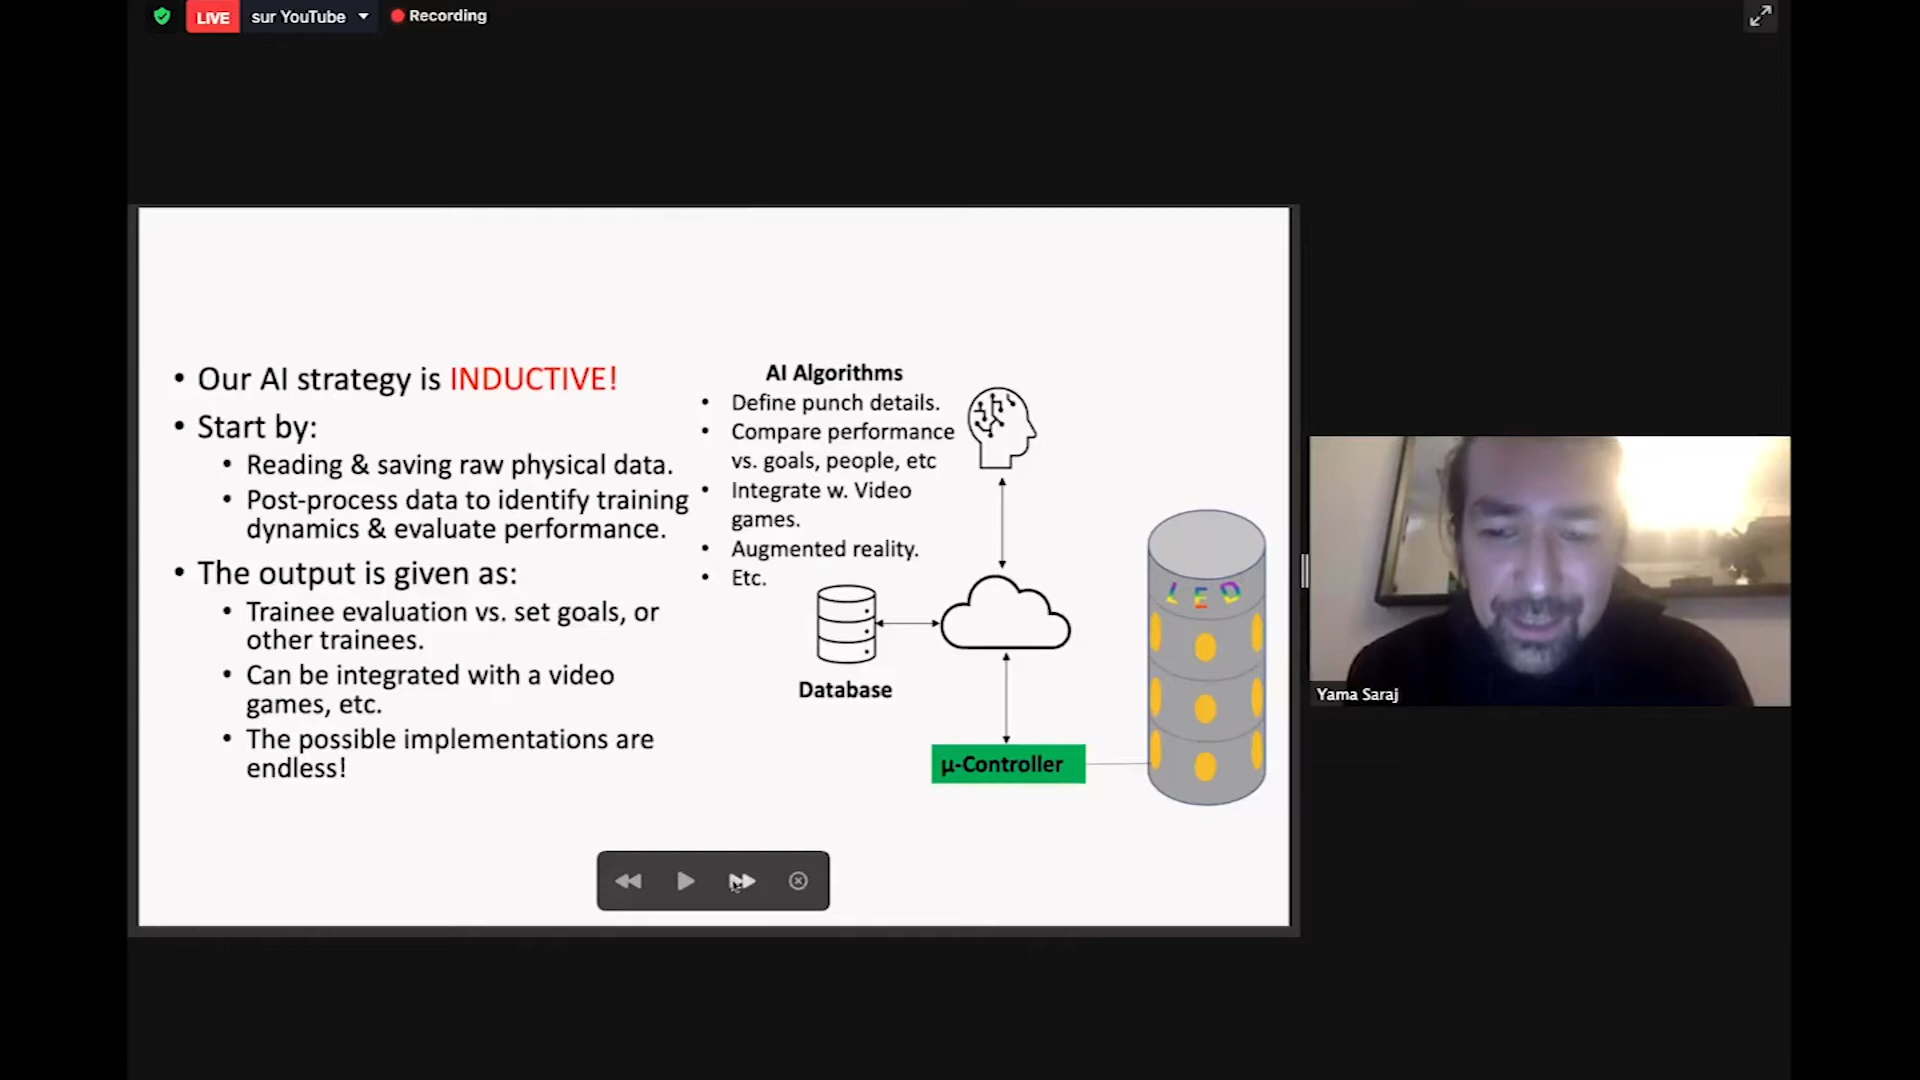 LIVE sur YouTube Recording
• Our AI strategy is INDUCTIVE!
• Start by:
• Reading & saving raw physical data.
• Post-process data to identify training
dynamics & evaluate performance.
• The output is given as:
• Trainee evaluation vs. set goals, or
other trainees.
• Can be integrated with a video
games, etc.
• The possible implementations are
endless!
AI Algorithms
• Define punch details.
• Compare performance
vs. goals, people, etc
• Integrate w. Video
games.
• Augmented reality.
• Etc.
Database
µ-Controller
LED
Yama Saraj